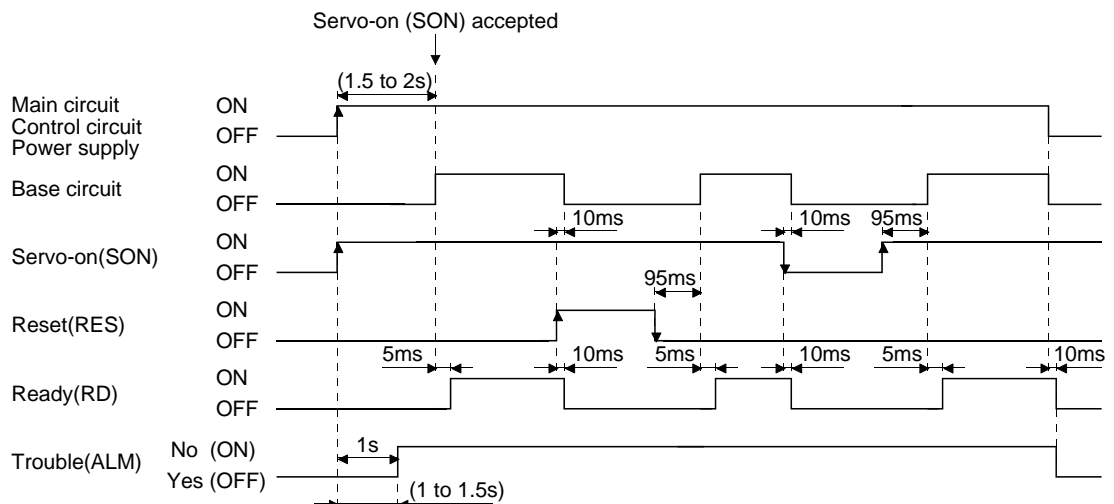 Servo-on (SON) accepted
(1.5 to 2s)
Main circuit
Control circuit
Power supply
ON
OFF
Base circuit
ON
OFF
10ms
10ms
95ms
Servo-on(SON)
ON
OFF
95ms
Reset(RES)
ON
OFF
5ms
10ms
5ms
10ms
5ms
10ms
Ready(RD)
ON
OFF
Trouble(ALM)
No (ON)
Yes (OFF)
1s
(1 to 1.5s)